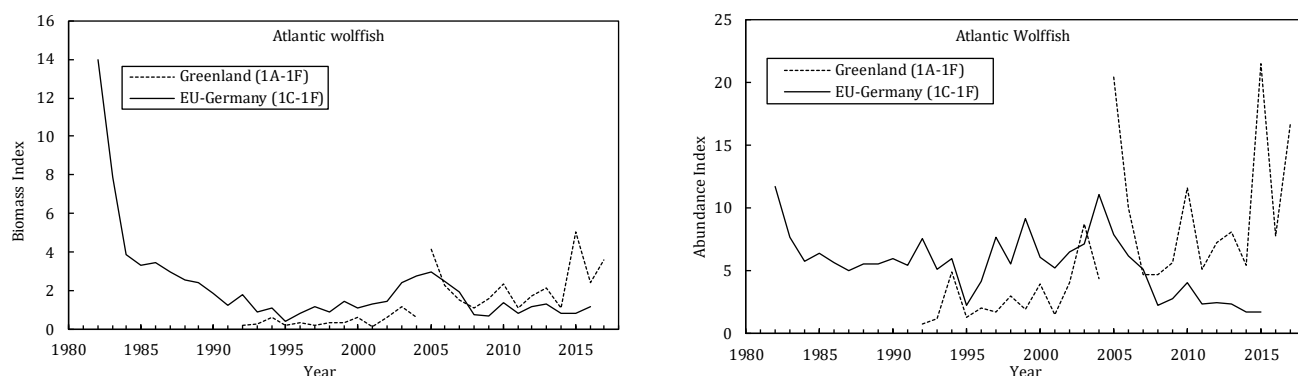 Atlantic wolffish
Greenland (1A-1F)
EU-Germany (1C-1F)
Biomass Index
16
14
12
10
8
6
4
2
0
1980 1985 1990 1995 2000 2005 2010 2015
Year
Atlantic Wolffish
Greenland (1A-1F)
EU-Germany (1C-1F)
Abundance Index
25
20
15
10
5
0
1980 1985 1990 1995 2000 2005 2010 2015
Year